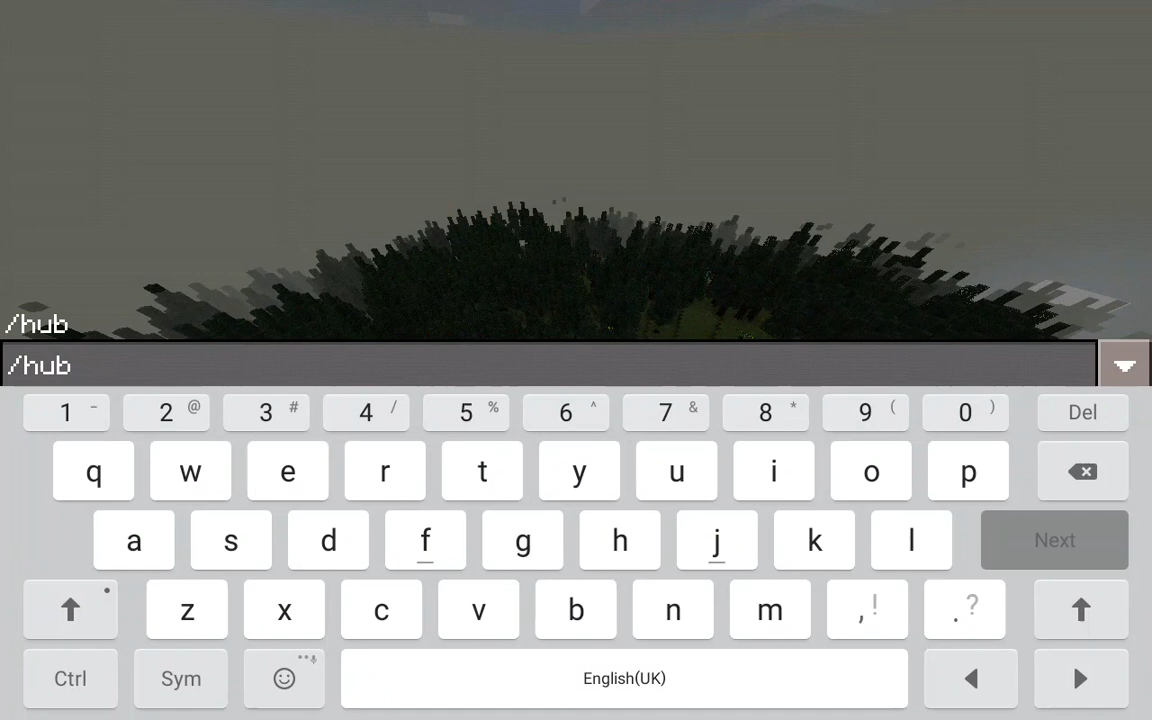 /hub
/hub
1 - 2 @ 3 # 4 / 5 % 6 ^ 7 & 8 * 9 ( 0 ) Del
q w e r t y u i o p
a s d f g h j k l Next
z x c v b n m , ! . ?
Ctrl Sym English(UK)